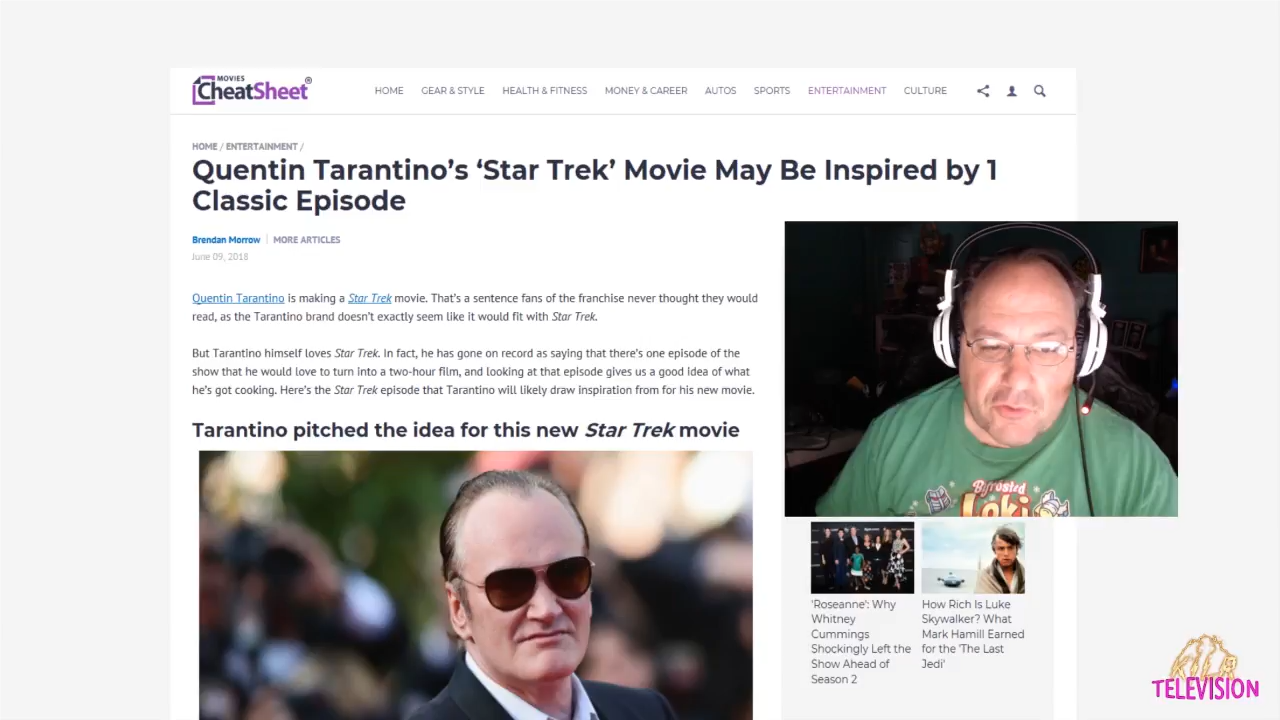 MOVIES
CheatSheet®
HOME GEAR & STYLE HEALTH & FITNESS MONEY & CAREER AUTOS SPORTS ENTERTAINMENT CULTURE
HOME / ENTERTAINMENT /
Quentin Tarantino’s ‘Star Trek’ Movie May Be Inspired by 1
Classic Episode
Brendan Morrow | MORE ARTICLES
June 09, 2018
Quentin Tarantino is making a Star Trek movie. That’s a sentence fans of the franchise never thought they would
read, as the Tarantino brand doesn’t exactly seem like it would fit with Star Trek.
But Tarantino himself loves Star Trek. In fact, he has gone on record as saying that there’s one episode of the
show that he would love to turn into a two-hour film, and looking at that episode gives us a good idea of what
he’s got cooking. Here’s the Star Trek episode that Tarantino will likely draw inspiration from for his new movie.
Tarantino pitched the idea for this new Star Trek movie
Bifrosted
Loki
'Roseanne': Why
Whitney
Cummings
Shockingly Left the
Show Ahead of
Season 2
How Rich Is Luke
Skywalker? What
Mark Hamill Earned
for the 'The Last
Jedi'
TELEVISION